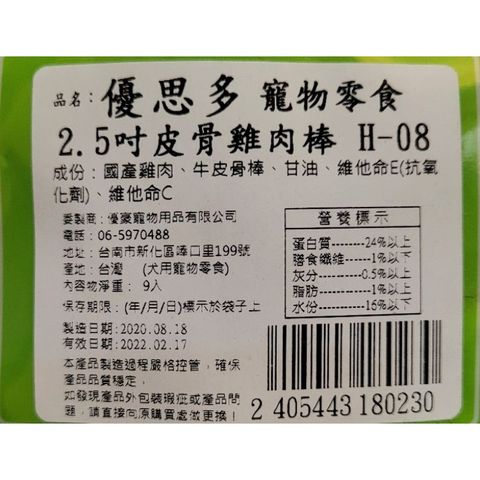 品名：優思多 寵物零食
2.5吋皮骨雞肉棒 H-08
成份：國產雞肉、牛皮骨棒、甘油、維他命E(抗氧
化劑)、維他命C
委製商：優豪寵物用品有限公司
電話：06-5970488
地址：台南市新化區𦰡口里199號
產地：台灣 (犬用寵物零食)
內容物淨重：9入
保存期限：(年/月/日)標示於袋子上
製造日期:2020.08.18
有效日期:2022.02.17
本產品製造過程嚴格控管，確保
產品品質穩定，
如發現產品外包裝瑕疵或產品問
題，請直接向原購買處做更換！
營養標示
蛋白質--------24%以上
膳食纖維------1%以下
灰分---------0.5%以上
脂肪----------1%以上
水份---------16%以下
2 405443 180230